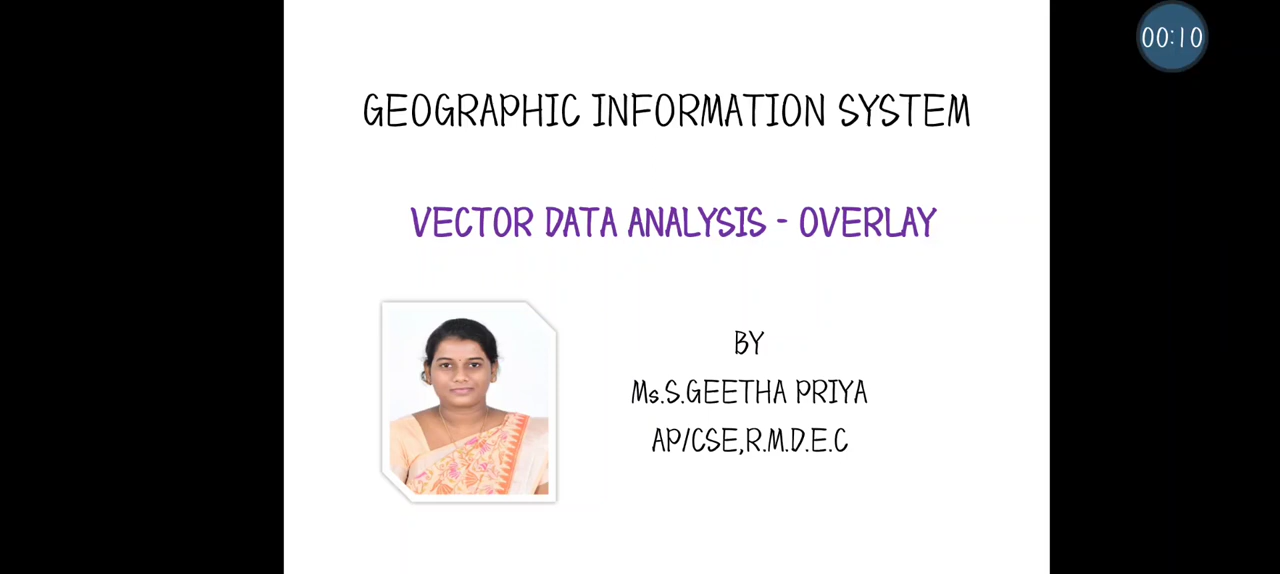 00:10
GEOGRAPHIC INFORMATION SYSTEM
VECTOR DATA ANALYSIS - OVERLAY
BY
Ms.S.GEETHA PRIYA
AP/CSE,R.M.D.E.C